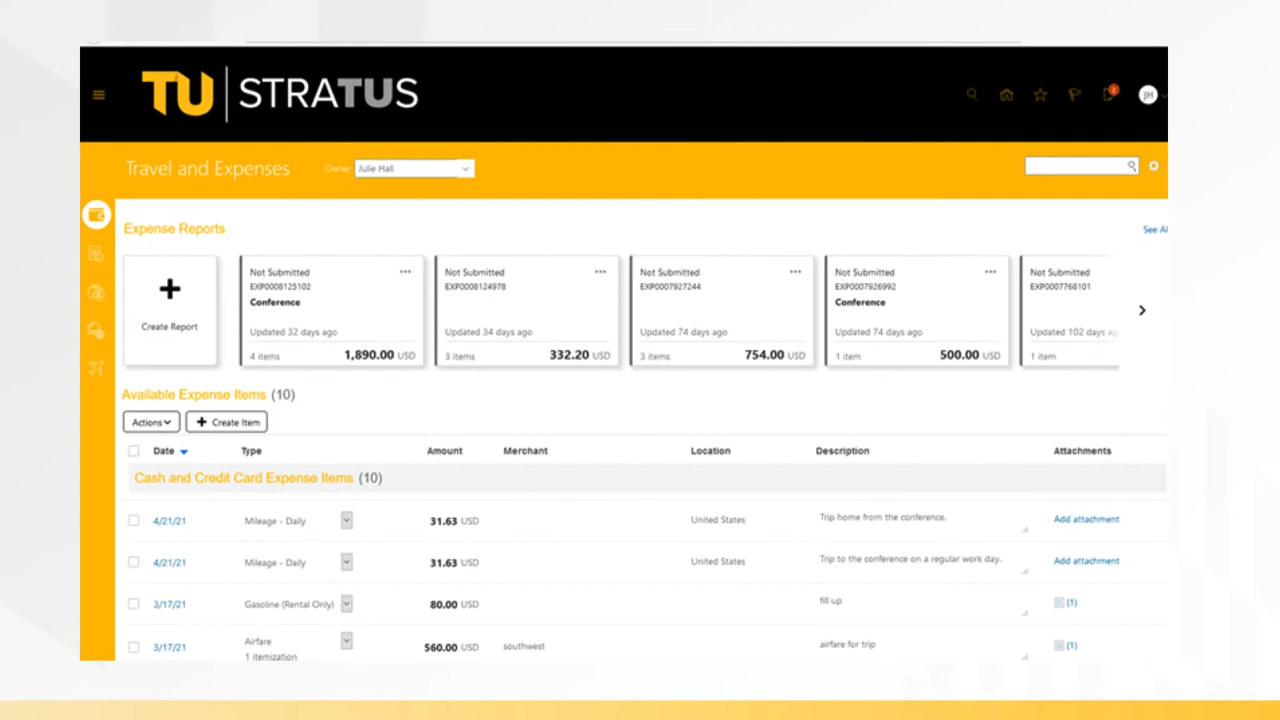 TU STRATUS
2
JH
Travel and Expenses
Owner Julie Hall
Expense Reports
See Al
Create Report
Not Submitted
EXP0008125102
Conference
Updated 32 days ago
4 items 1,890.00 USD
Not Submitted
EXP0008124978
Updated 34 days ago
3 items 332.20 USD
Not Submitted
EXP0007927244
Updated 74 days ago
3 items 754.00 USD
Not Submitted
EXP0007926992
Conference
Updated 74 days ago
1 item 500.00 USD
Not Submitted
EXP0007768101
Updated 102 days ago
1 item
Available Expense Items (10)
Actions
Create Item
Date Type Amount Merchant Location Description Attachments
Cash and Credit Card Expense Items (10)
4/21/21 Mileage - Daily 31.63 USD United States Trip home from the conference. Add attachment
4/21/21 Mileage - Daily 31.63 USD United States Trip to the conference on a regular work day. Add attachment
3/17/21 Gasoline (Rental Only) 80.00 USD fill up (1)
3/17/21 Airfare 560.00 USD southwest airfare for trip (1)
1 itemization